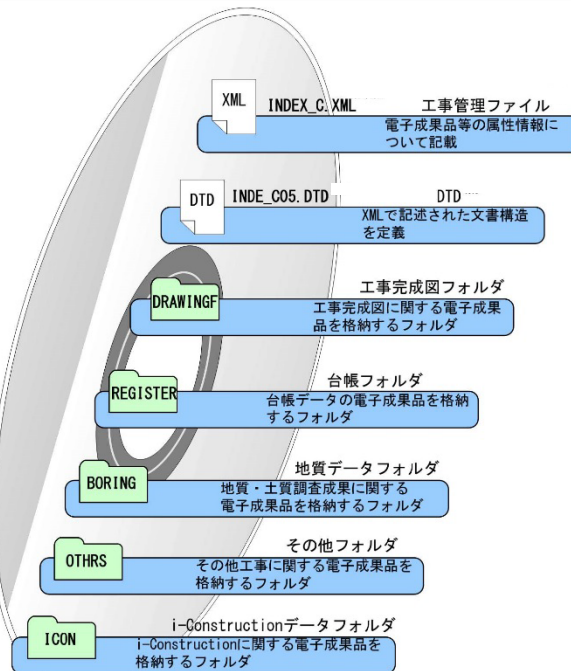 XML
INDEX_C.XML 工事管理ファイル
電子成果品等の属性情報に
ついて記載
DTD
INDE_C05.DTD DTD
XMLで記述された文書構造
を定義
工事完成図フォルダ
DRAWINGF
工事完成図に関する電子成果
品を格納するフォルダ
台帳フォルダ
REGISTER
台帳データの電子成果品を格納
するフォルダ
地質データフォルダ
BORING
地質・土質調査成果に関する
電子成果品を格納するフォルダ
その他フォルダ
OTHRS
その他工事に関する電子成果品を
格納するフォルダ
i-Constructionデータフォルダ
ICON
i-Constructionに関する電子成果品を
格納するフォルダ